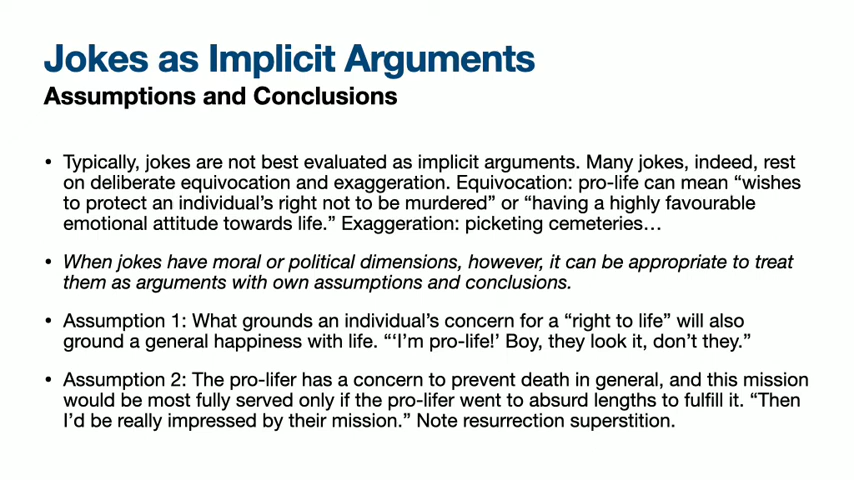 Jokes as Implicit Arguments
Assumptions and Conclusions
• Typically, jokes are not best evaluated as implicit arguments. Many jokes, indeed, rest
on deliberate equivocation and exaggeration. Equivocation: pro-life can mean “wishes
to protect an individual’s right not to be murdered” or “having a highly favourable
emotional attitude towards life.” Exaggeration: picketing cemeteries…
• When jokes have moral or political dimensions, however, it can be appropriate to treat
them as arguments with own assumptions and conclusions.
• Assumption 1: What grounds an individual’s concern for a “right to life” will also
ground a general happiness with life. “‘I’m pro-life!’ Boy, they look it, don’t they.”
• Assumption 2: The pro-lifer has a concern to prevent death in general, and this mission
would be most fully served only if the pro-lifer went to absurd lengths to fulfill it. “Then
I’d be really impressed by their mission.” Note resurrection superstition.